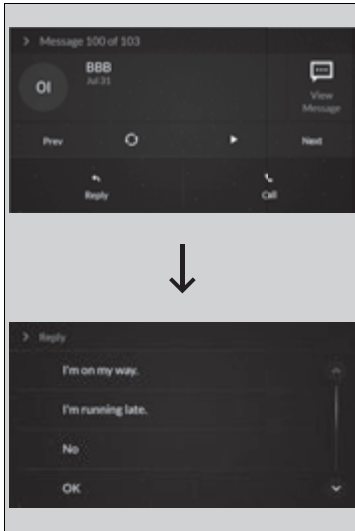 Message 100 of 103
BBB
Jul 31
OI
View
Message
Prev
Next
Reply
Call
Reply
I'm on my way.
I'm running late.
No
OK